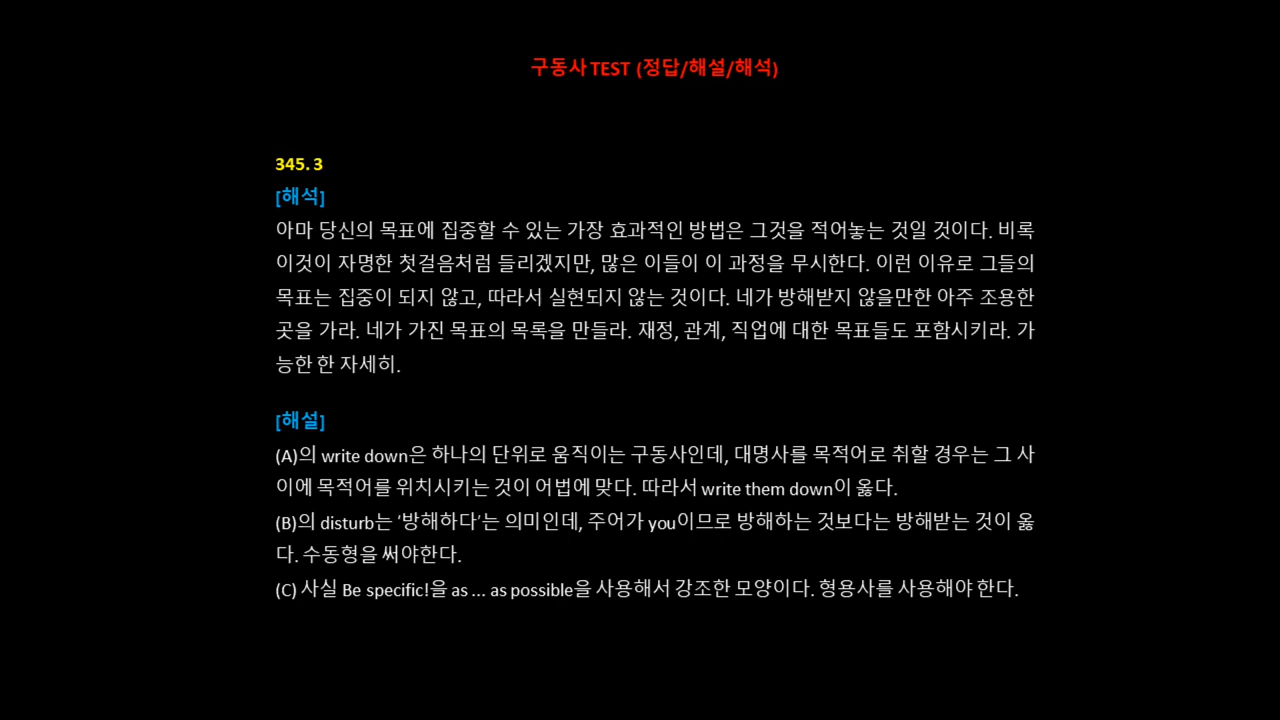 구동사 TEST (정답/해설/해석)
345. 3
[해석]
아마 당신의 목표에 집중할 수 있는 가장 효과적인 방법은 그것을 적어놓는 것일 것이다. 비록
이것이 자명한 첫걸음처럼 들리겠지만, 많은 이들이 이 과정을 무시한다. 이런 이유로 그들의
목표는 집중이 되지 않고, 따라서 실현되지 않는 것이다. 네가 방해받지 않을만한 아주 조용한
곳을 가라. 네가 가진 목표의 목록을 만들라. 재정, 관계, 직업에 대한 목표들도 포함시키라. 가
능한 한 자세히.
[해설]
(A)의 write down은 하나의 단위로 움직이는 구동사인데, 대명사를 목적어로 취할 경우는 그 사
이에 목적어를 위치시키는 것이 어법에 맞다. 따라서 write them down이 옳다.
(B)의 disturb는 '방해하다'는 의미인데, 주어가 you이므로 방해하는 것보다는 방해받는 것이 옳
다. 수동형을 써야한다.
(C) 사실 Be specific!을 as ... as possible을 사용해서 강조한 모양이다. 형용사를 사용해야 한다.